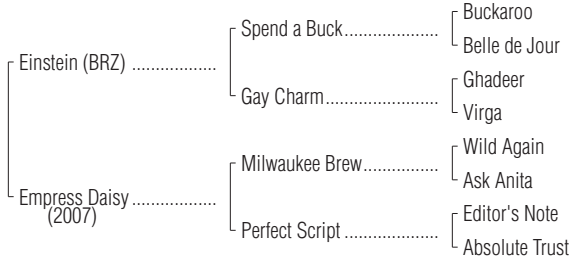 Buckaroo
Spend a Buck.....................
Belle de Jour
Einstein (BRZ) ..................
Ghadeer
Gay Charm.........................
Virga
Wild Again
Milwaukee Brew.................
Ask Anita
Empress Daisy ..................
(2007)
Editor's Note
Perfect Script .....................
Absolute Trust